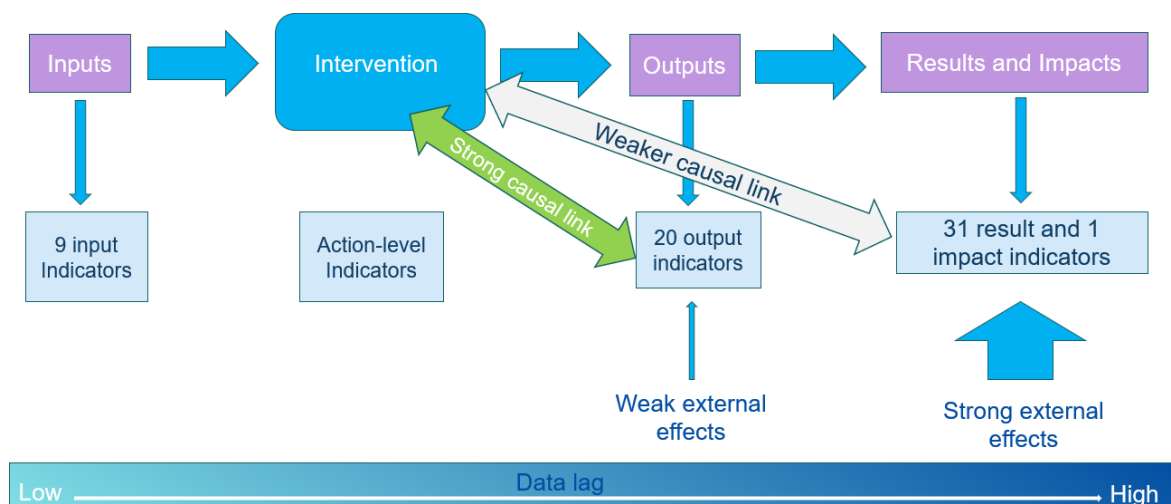 Inputs
Intervention
Outputs
Results and Impacts
Strong causal link
Weaker causal link
9 input
Indicators
Action-level
Indicators
20 output
indicators
31 result and 1
impact indicators
Weak external
effects
Strong external
effects
Data lag
Low
High